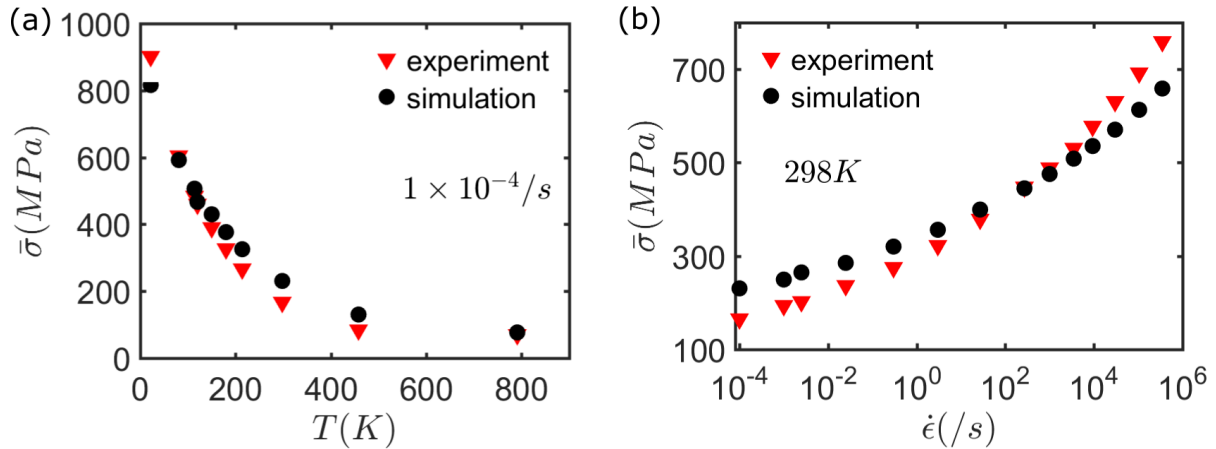 (a)
1000
800
600
400
200
0
0 200 400 600 800
σ̄(MPa)
T(K)
experiment
simulation
1 × 10⁻⁴/s
(b)
700
500
300
100
10⁻⁴ 10⁻² 10⁰ 10² 10⁴ 10⁶
σ̄(MPa)
ϵ̇(/s)
experiment
simulation
298K